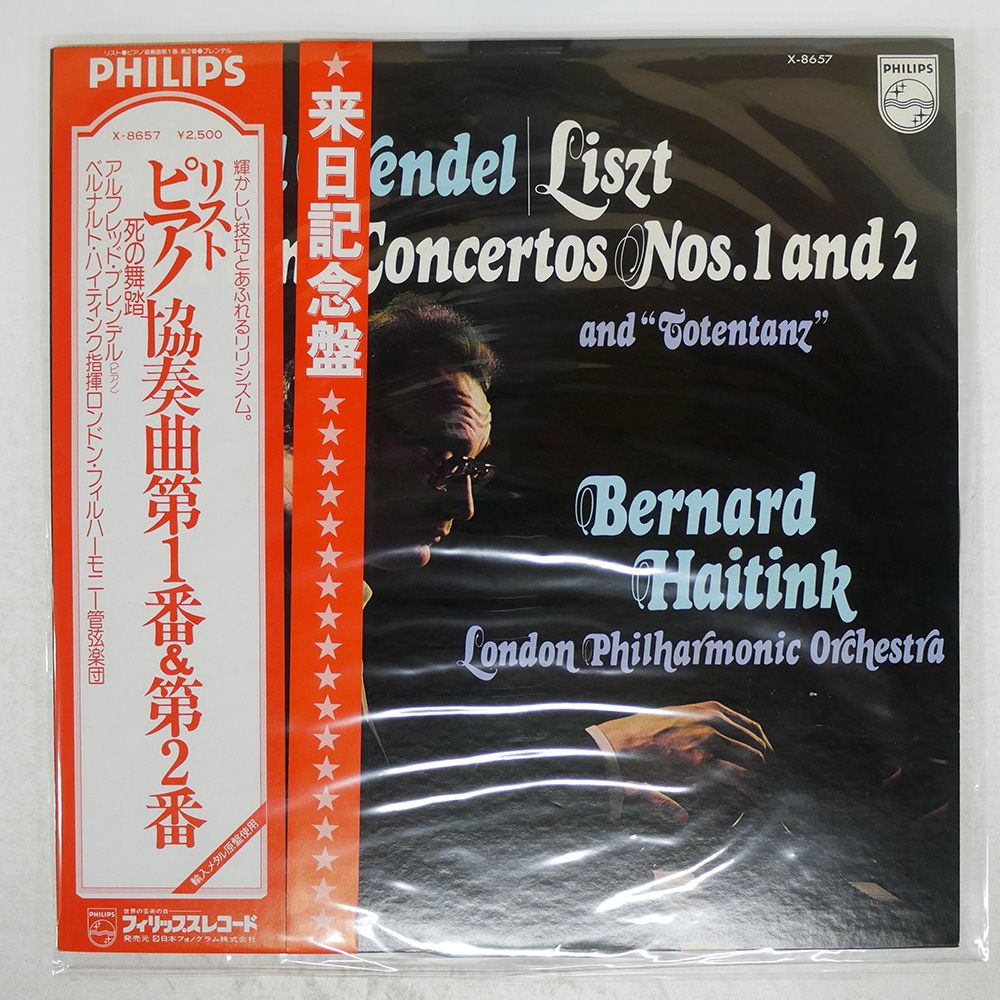 リスト●ピアノ協奏曲第1番、第2番●ブレンデル
PHILIPS
X-8657 ¥2,500
輝かしい技巧とあふれるリリシズム。
リスト
ピアノ協奏曲第1番&第2番
死の舞踏
アルフレッド・ブレンデル(ピアノ)
ベルナルト・ハイティンク指揮ロンドン・フィルハーモニー管弦楽団
輸入メタル原盤使用
PHILIPS
世界の芸術の森
フィリップスレコード
発売元 日本フォノグラム株式会社
来日記念盤
X-8657
PHILIPS
endel | Liszt
Concertos Nos. 1 and 2
and "Totentanz"
Bernard
Haitink
London Philharmonic Orchestra